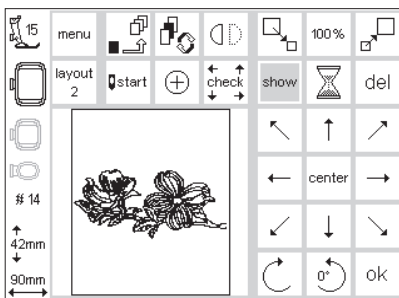 15
menu
100%
layout
2
start
check
show
del
# 14
center
42mm
90mm
0°
ok